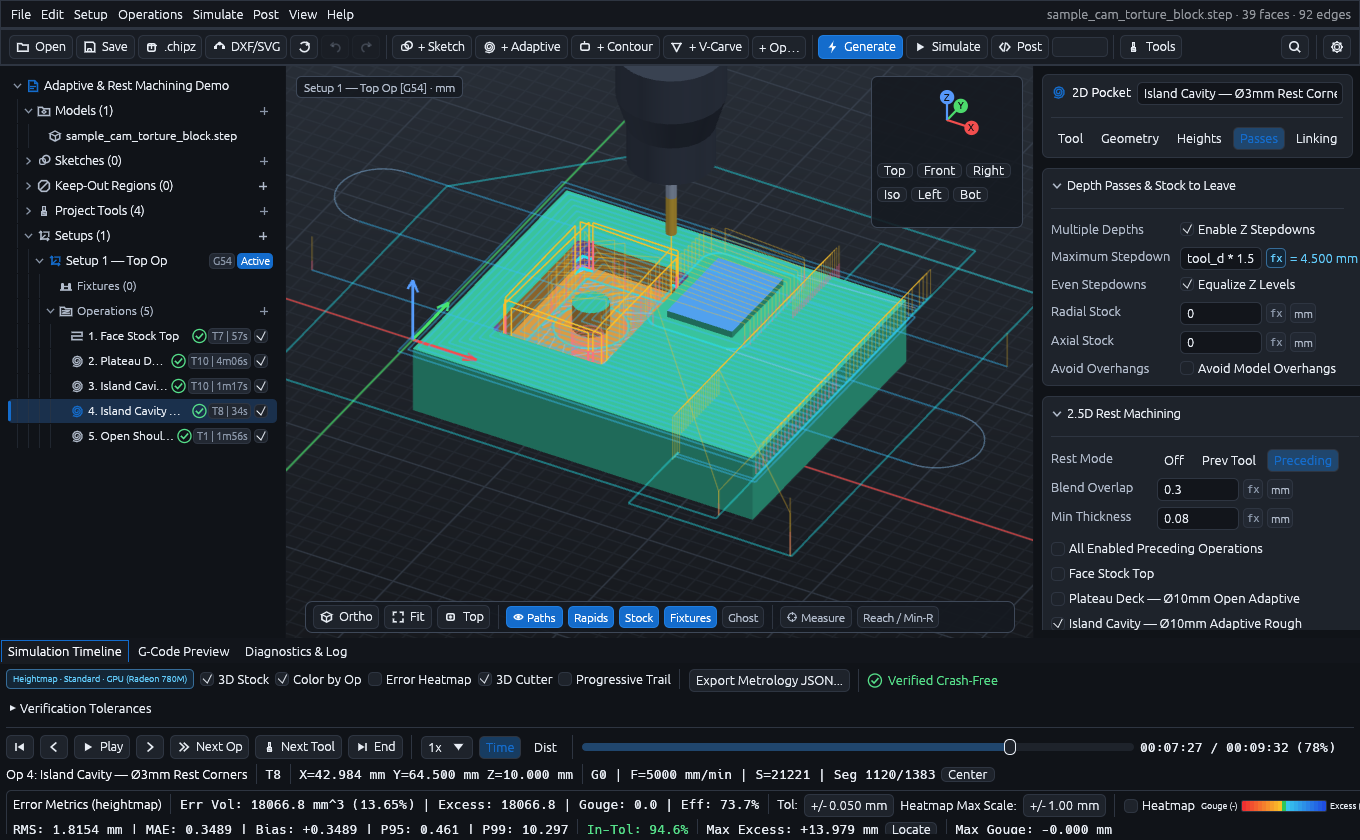 File Edit Setup Operations Simulate Post View Help
sample_cam_torture_block.step · 39 faces · 92 edges
Open Save .chipz DXF/SVG + Sketch + Adaptive + Contour + V-Carve + Op... Generate Simulate Post Tools
Adaptive & Rest Machining Demo
Models (1) +
sample_cam_torture_block.step
Sketches (0) +
Keep-Out Regions (0) +
Project Tools (4) +
Setups (1) +
Setup 1 — Top Op G54 Active
Fixtures (0)
Operations (5) +
1. Face Stock Top T7 | 57s
2. Plateau D... T10 | 4m06s
3. Island Cavi... T10 | 1m17s
4. Island Cavity ... T8 | 34s
5. Open Shoul... T1 | 1m56s
Setup 1 — Top Op [G54] · mm
Z
Y
X
Top Front Right
Iso Left Bot
Ortho Fit Top Paths Rapids Stock Fixtures Ghost Measure Reach / Min-R
2D Pocket Island Cavity — Ø3mm Rest Corne
Tool Geometry Heights Passes Linking
Depth Passes & Stock to Leave
Multiple Depths Enable Z Stepdowns
Maximum Stepdown tool_d * 1.5 fx = 4.500 mm
Even Stepdowns Equalize Z Levels
Radial Stock 0 fx mm
Axial Stock 0 fx mm
Avoid Overhangs Avoid Model Overhangs
2.5D Rest Machining
Rest Mode Off Prev Tool Preceding
Blend Overlap 0.3 fx mm
Min Thickness 0.08 fx mm
All Enabled Preceding Operations
Face Stock Top
Plateau Deck — Ø10mm Open Adaptive
Island Cavity — Ø10mm Adaptive Rough
Simulation Timeline G-Code Preview Diagnostics & Log
Heightmap · Standard · GPU (Radeon 780M) 3D Stock Color by Op Error Heatmap 3D Cutter Progressive Trail Export Metrology JSON... Verified Crash-Free
Verification Tolerances
Play Next Op Next Tool End 1x Time Dist 00:07:27 / 00:09:32 (78%)
Op 4: Island Cavity — Ø3mm Rest Corners T8 X=42.984 mm Y=64.500 mm Z=10.000 mm G0 | F=5000 mm/min | S=21221 | Seg 1120/1383 Center
Error Metrics (heightmap) Err Vol: 18066.8 mm^3 (13.65%) | Excess: 18066.8 | Gouge: 0.0 | Eff: 73.7% Tol: +/-0.050 mm Heatmap Max Scale: +/-1.00 mm Heatmap Gouge (-) Excess
RMS: 1.8154 mm | MAE: 0.3489 | Bias: +0.3489 | P95: 0.461 | P99: 10.297 In-Tol: 94.6% Max Excess: +13.979 mm Locate Max Gouge: -0.000 mm